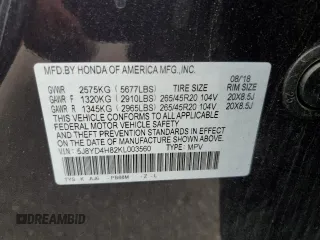 MFD.BY HONDA OF AMERICA MFG.,INC.
08/18
GVWR 2575KG (5677LBS) TIRE SIZE RIM SIZE
GAWR F 1320KG (2910LBS) 265/45R20 104V 20X8.5J
GAWR R 1345KG (2965LBS) 265/45R20 104V 20X8.5J
THIS VEHICLE CONFORMS TO ALL APPLICABLE
FEDERAL MOTOR VEHICLE SAFETY AND
THEFT PREVENTION STANDARDS IN EFFECT ON
THE DATE OF MANUFACTURE SHOWN ABOVE.
V.I.N.: 5J8YD4H82KL003560 TYPE: MPV
-Z-L
DREAMBID